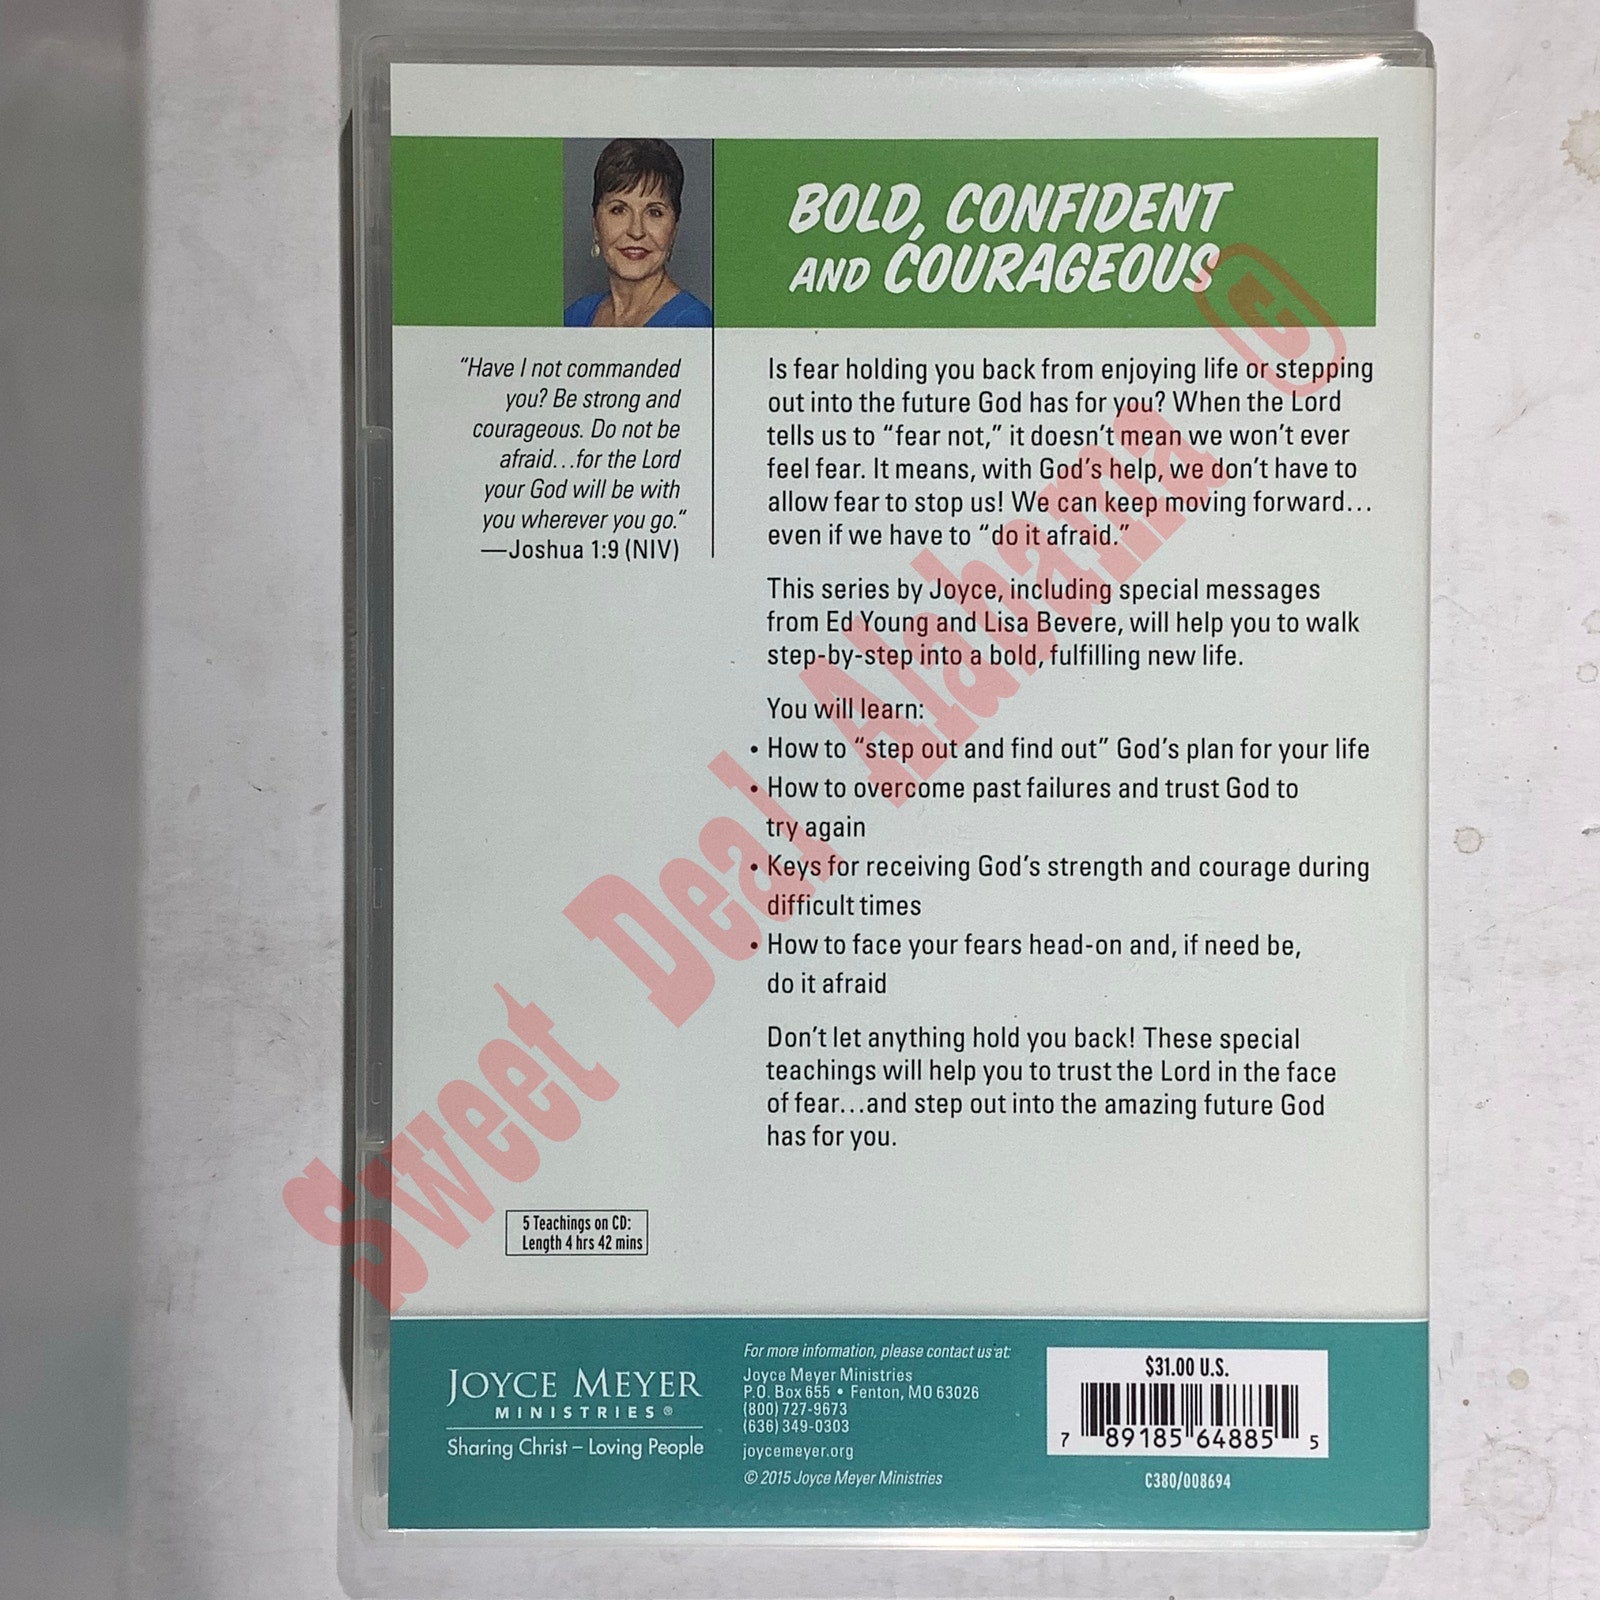 BOLD, CONFIDENT
AND COURAGEOUS
"Have I not commanded
you? Be strong and
courageous. Do not be
afraid...for the Lord
your God will be with
you wherever you go."
—Joshua 1:9 (NIV)
Is fear holding you back from enjoying life or stepping
out into the future God has for you? When the Lord
tells us to "fear not," it doesn't mean we won't ever
feel fear. It means, with God's help, we don't have to
allow fear to stop us! We can keep moving forward...
even if we have to "do it afraid."
This series by Joyce, including special messages
from Ed Young and Lisa Bevere, will help you to walk
step-by-step into a bold, fulfilling new life.
You will learn:
• How to "step out and find out" God's plan for your life
• How to overcome past failures and trust God to
try again
• Keys for receiving God's strength and courage during
difficult times
• How to face your fears head-on and, if need be,
do it afraid
Don't let anything hold you back! These special
teachings will help you to trust the Lord in the face
of fear...and step out into the amazing future God
has for you.
5 Teachings on CD:
Length 4 hrs 42 mins
JOYCE MEYER
MINISTRIES®
Sharing Christ – Loving People
For more information, please contact us at:
Joyce Meyer Ministries
P.O. Box 655 • Fenton, MO 63026
(800) 727-9673
(636) 349-0303
joycemeyer.org
© 2015 Joyce Meyer Ministries
$31.00 U.S.
7 89185 64885 5
C380/008694
Sweet Deal Alabama ©